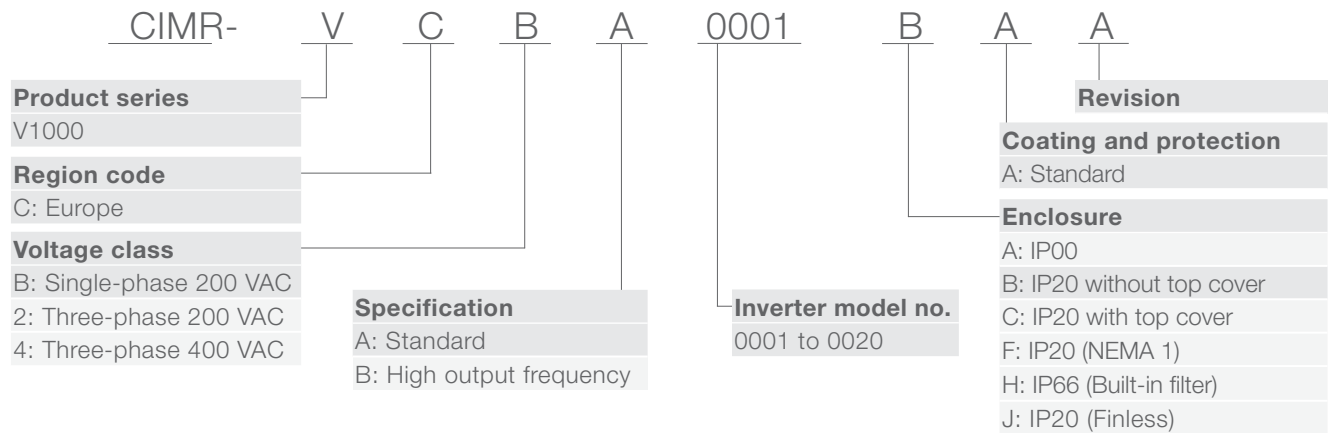 CIMR- V C B A 0001 B A A
Product series
V1000
Region code
C: Europe
Voltage class
B: Single-phase 200 VAC
2: Three-phase 200 VAC
4: Three-phase 400 VAC
Specification
A: Standard
B: High output frequency
Inverter model no.
0001 to 0020
Revision
Coating and protection
A: Standard
Enclosure
A: IP00
B: IP20 without top cover
C: IP20 with top cover
F: IP20 (NEMA 1)
H: IP66 (Built-in filter)
J: IP20 (Finless)